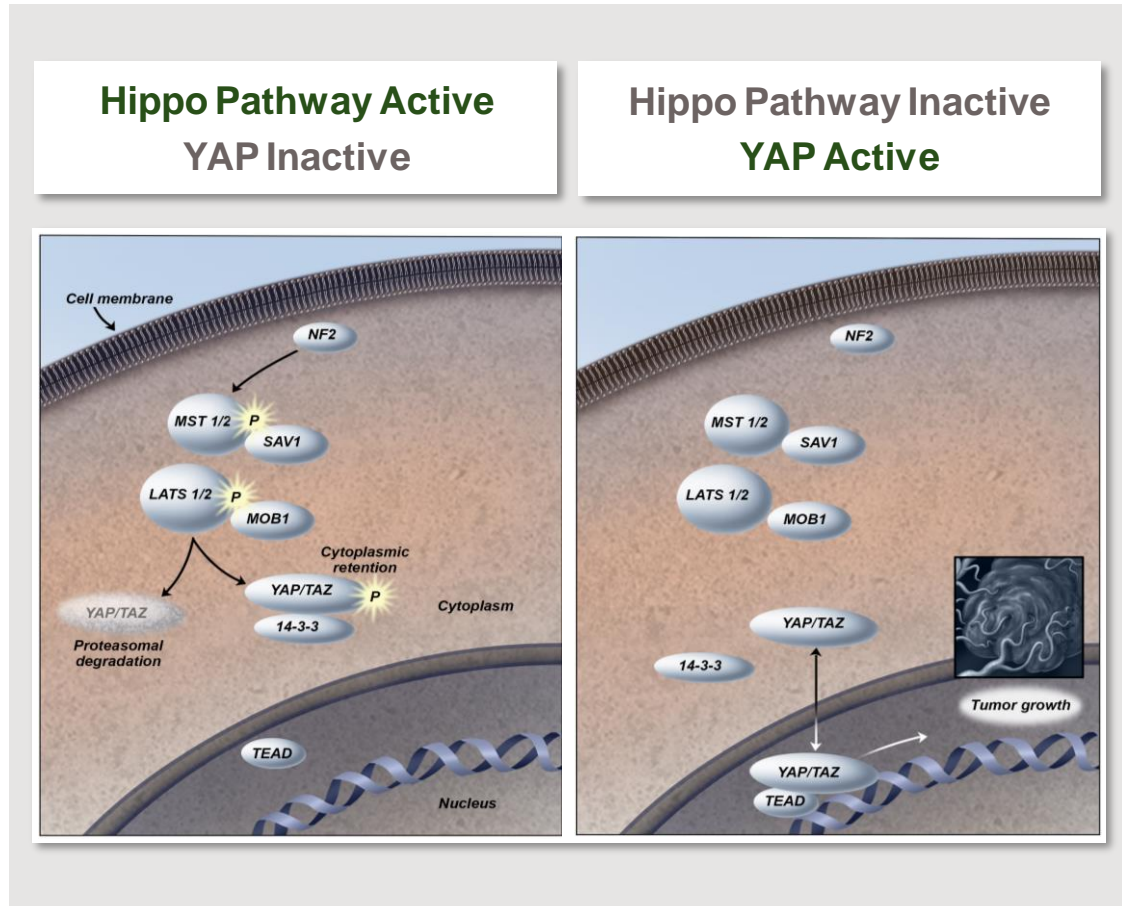 Hippo Pathway Active
YAP Inactive
Hippo Pathway Inactive
YAP Active
Cell membrane
NF2
MST 1/2
P
SAV1
LATS 1/2
P
MOB1
Cytoplasmic
retention
YAP/TAZ
P
14-3-3
YAP/TAZ
Proteasomal
degradation
Cytoplasm
TEAD
Nucleus
NF2
MST 1/2
SAV1
LATS 1/2
MOB1
YAP/TAZ
14-3-3
Tumor growth
YAP/TAZ
TEAD